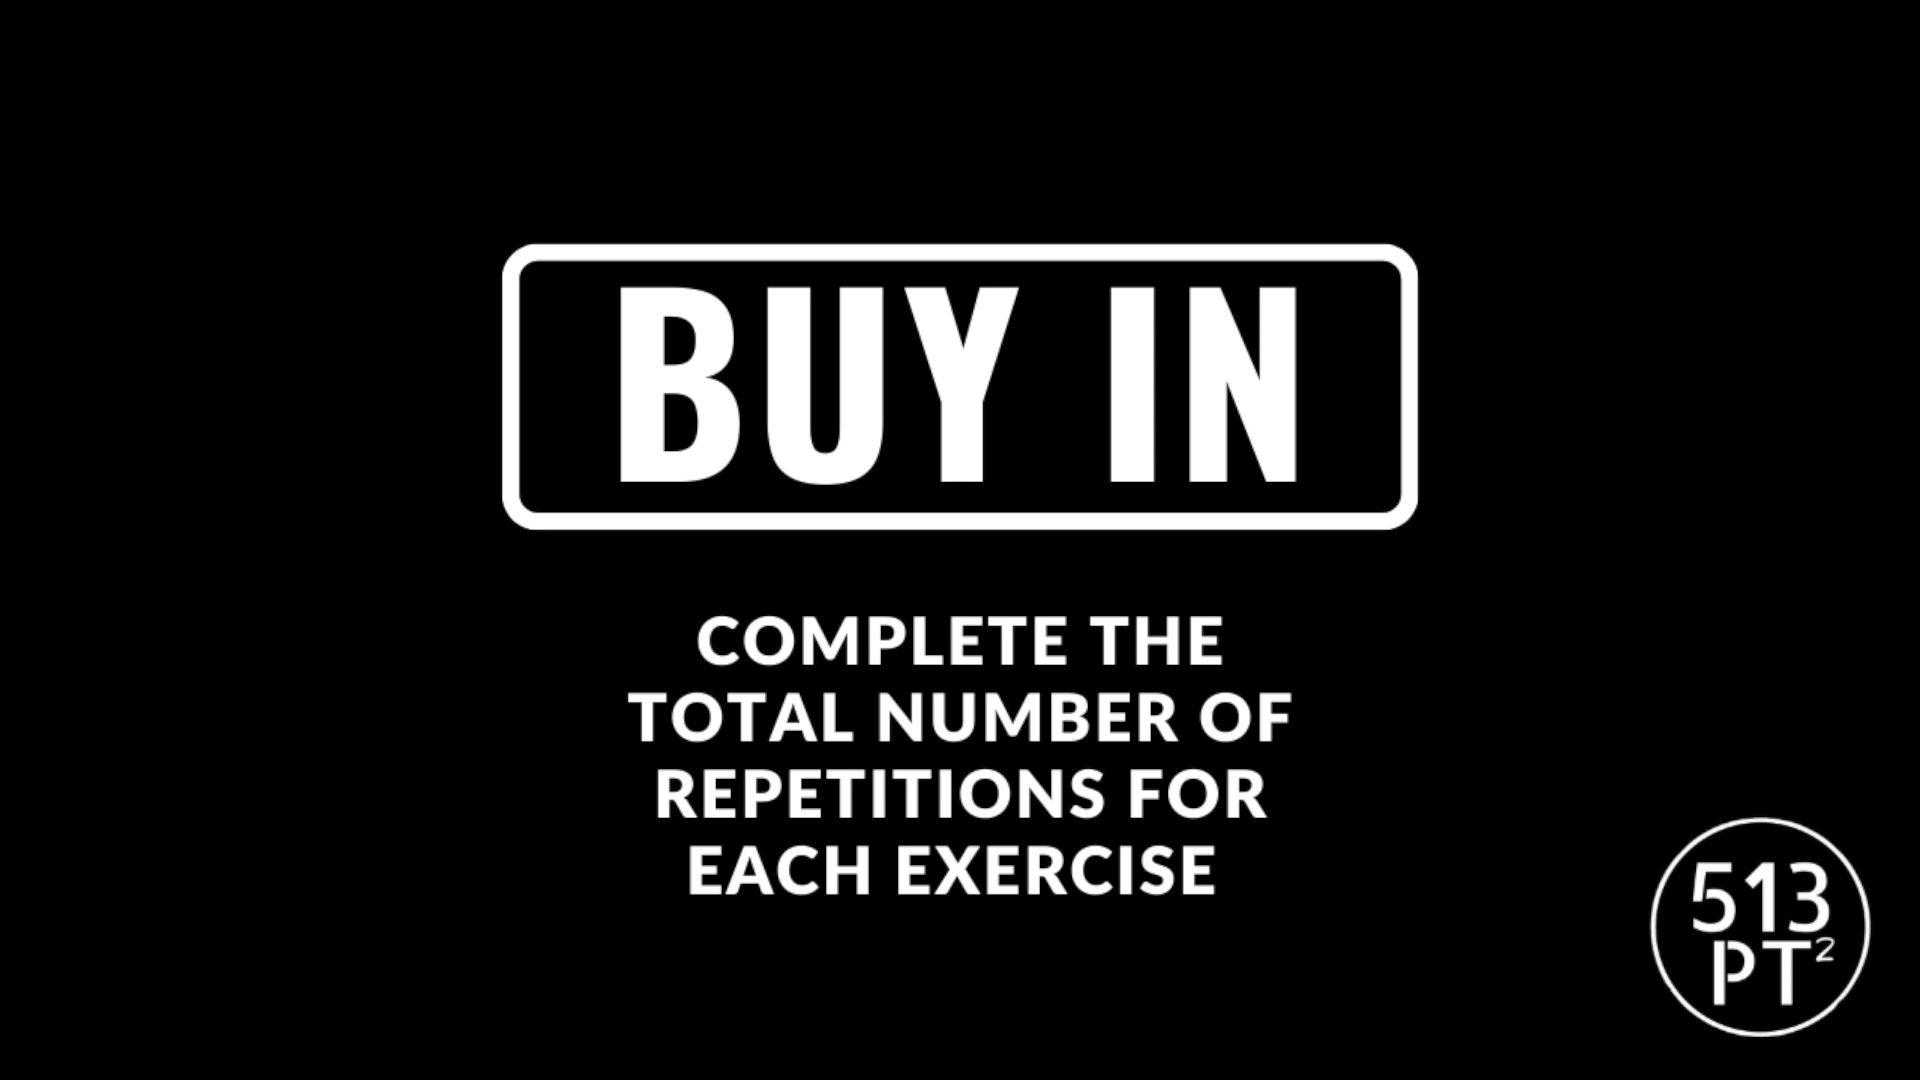 BUY IN
COMPLETE THE
TOTAL NUMBER OF
REPETITIONS FOR
EACH EXERCISE
513
PT²